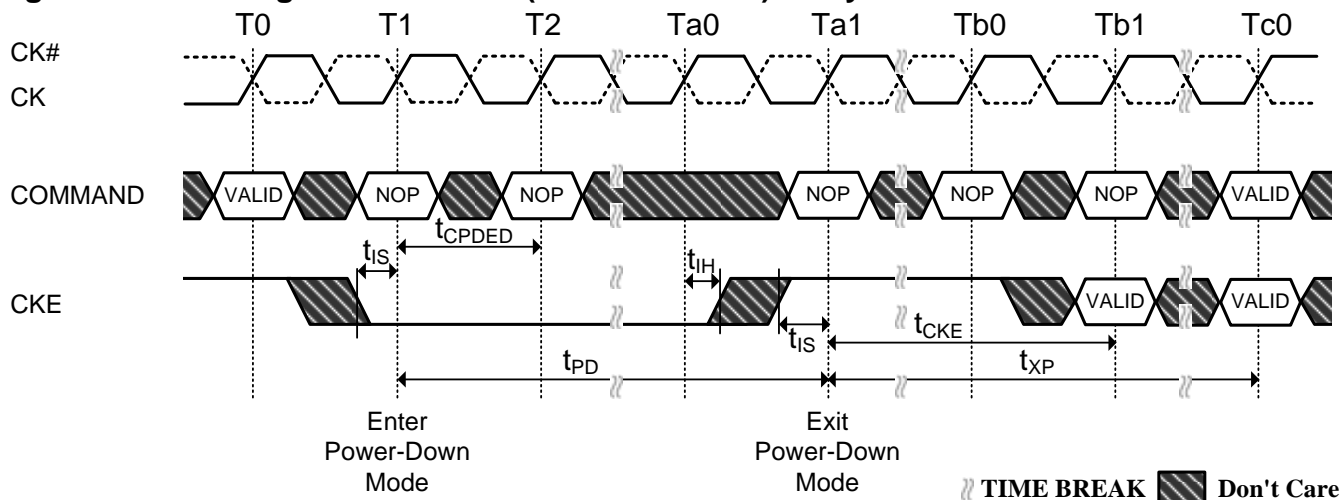 T0 T1 T2 Ta0 Ta1 Tb0 Tb1 Tc0
CK#
CK
COMMAND VALID NOP NOP NOP NOP NOP VALID
tCPDED
tIS tIH
CKE VALID VALID
tIS tCKE
tPD tXP
Enter Power-Down Mode
Exit Power-Down Mode
TIME BREAK Don't Care